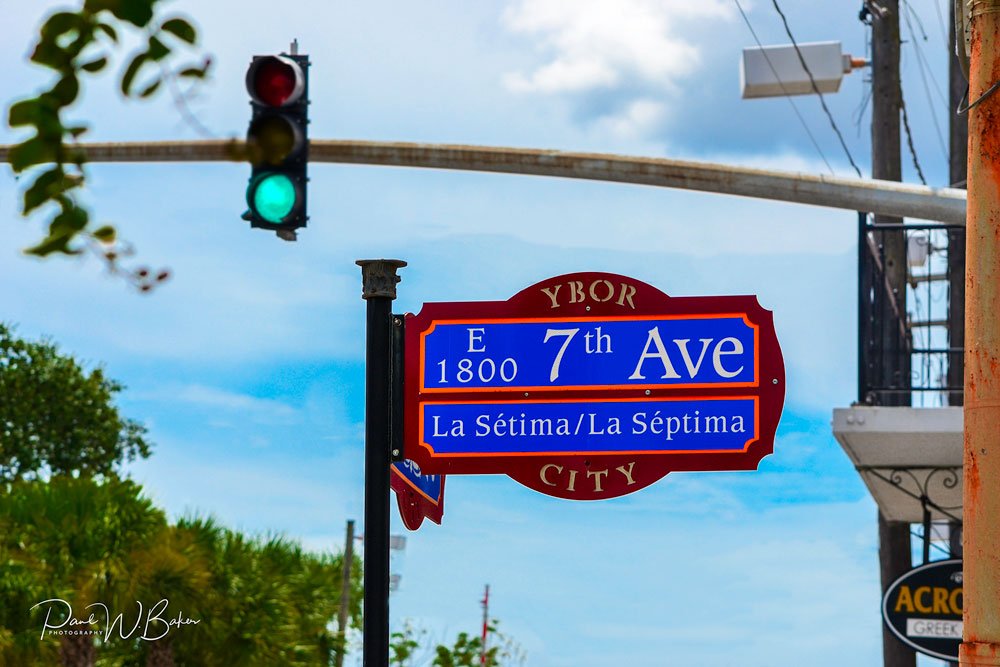 YBOR
E
1800 7th Ave
La Sétima/La Séptima
CITY
ACRO
GREEK
Paul W. Baker
PHOTOGRAPHY